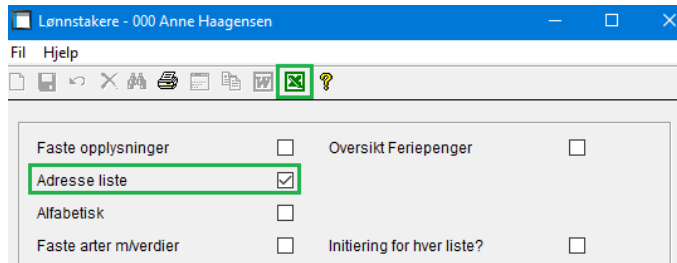 Lønnstakere - 000 Anne Haagensen
Fil Hjelp
Faste opplysninger Oversikt Feriepenger
Adresse liste
Alfabetisk
Faste arter m/verdier Initiering for hver liste?